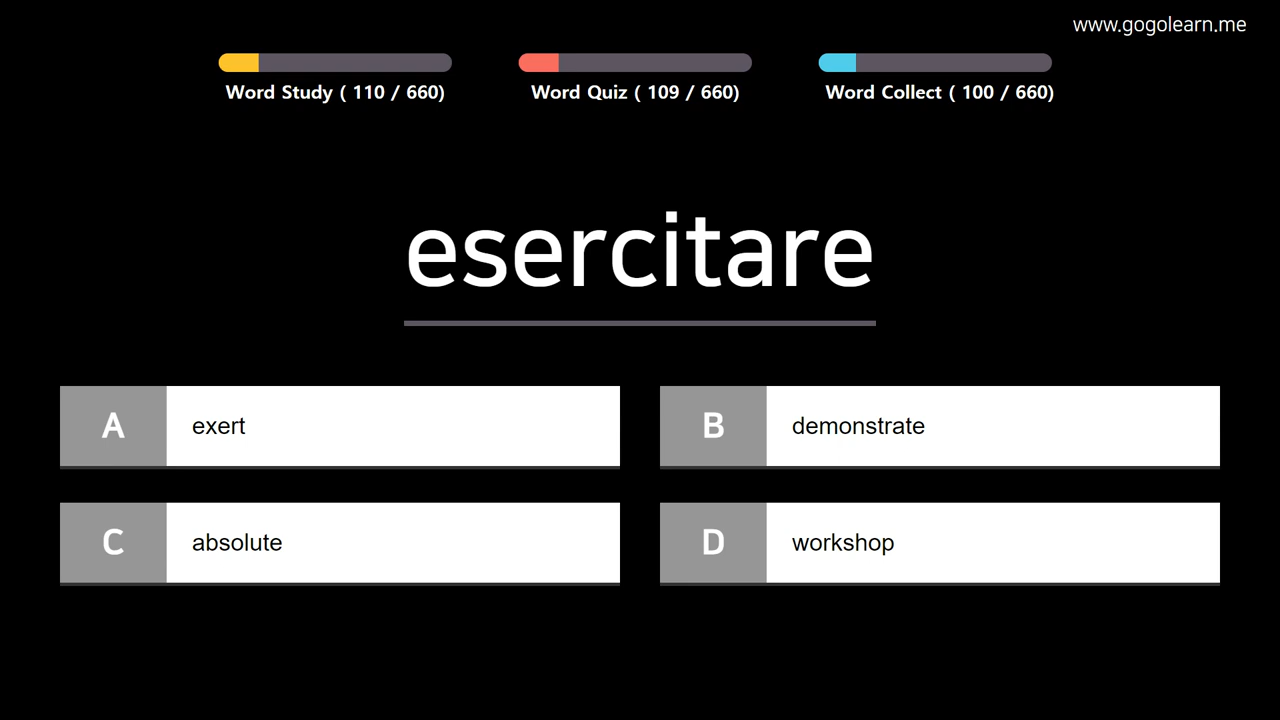 www.gogolearn.me
Word Study ( 110 / 660)
Word Quiz ( 109 / 660)
Word Collect ( 100 / 660)
esercitare
A exert
B demonstrate
C absolute
D workshop